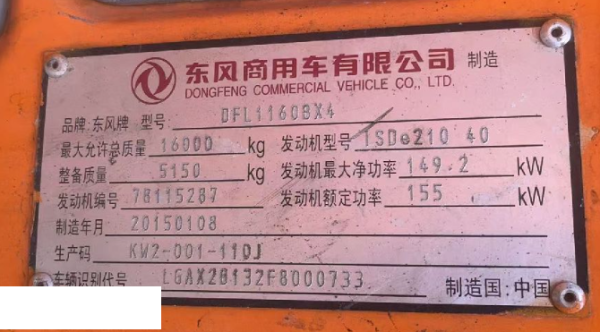 东风商用车有限公司 制造
DONGFENG COMMERCIAL VEHICLE CO., LTD.
品牌 东风牌 型号 DFL1160BX4
最大允许总质量 16000 kg 发动机型号 ISDe210 40
整备质量 5150 kg 发动机最大净功率 149.2 kW
发动机编号 78115287 发动机额定功率 155 kW
制造年月 20150108
生产码 KW2-001-110J
车辆识别代号 LGAX2B132F8000733 制造国:中国